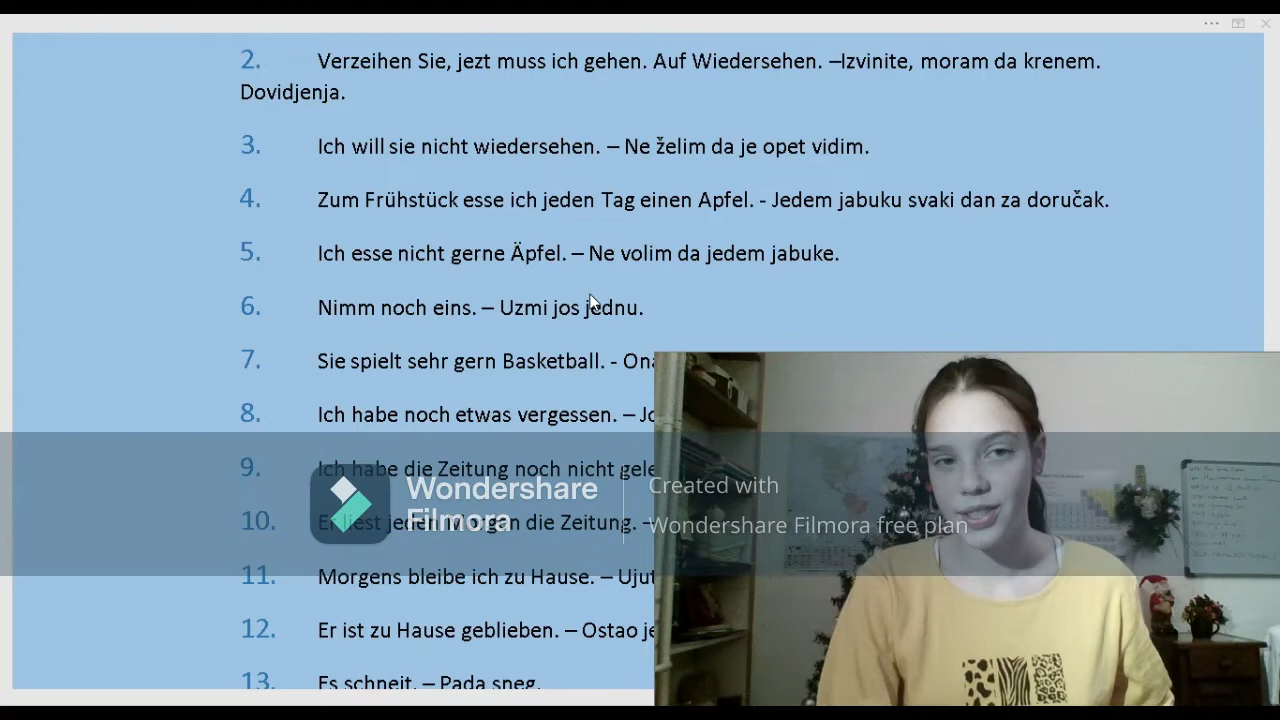 2. Verzeihen Sie, jezt muss ich gehen. Auf Wiedersehen. –Izvinite, moram da krenem.
Dovidjenja.
3. Ich will sie nicht wiedersehen. – Ne želim da je opet vidim.
4. Zum Frühstück esse ich jeden Tag einen Apfel. - Jedem jabuku svaki dan za doručak.
5. Ich esse nicht gerne Äpfel. – Ne volim da jedem jabuke.
6. Nimm noch eins. – Uzmi jos jednu.
7. Sie spielt sehr gern Basketball. - Ona
8. Ich habe noch etwas vergessen. –
9. Ich habe die Zeitung noch nicht
10. Er liest jeden Morgen die Zeitung. –
11. Morgens bleibe ich zu Hause. –
12. Er ist zu Hause geblieben. – Ostao
13. Es schneit. – Pada sneg.
Wondershare
Filmora
Created with
Wondershare Filmora free plan